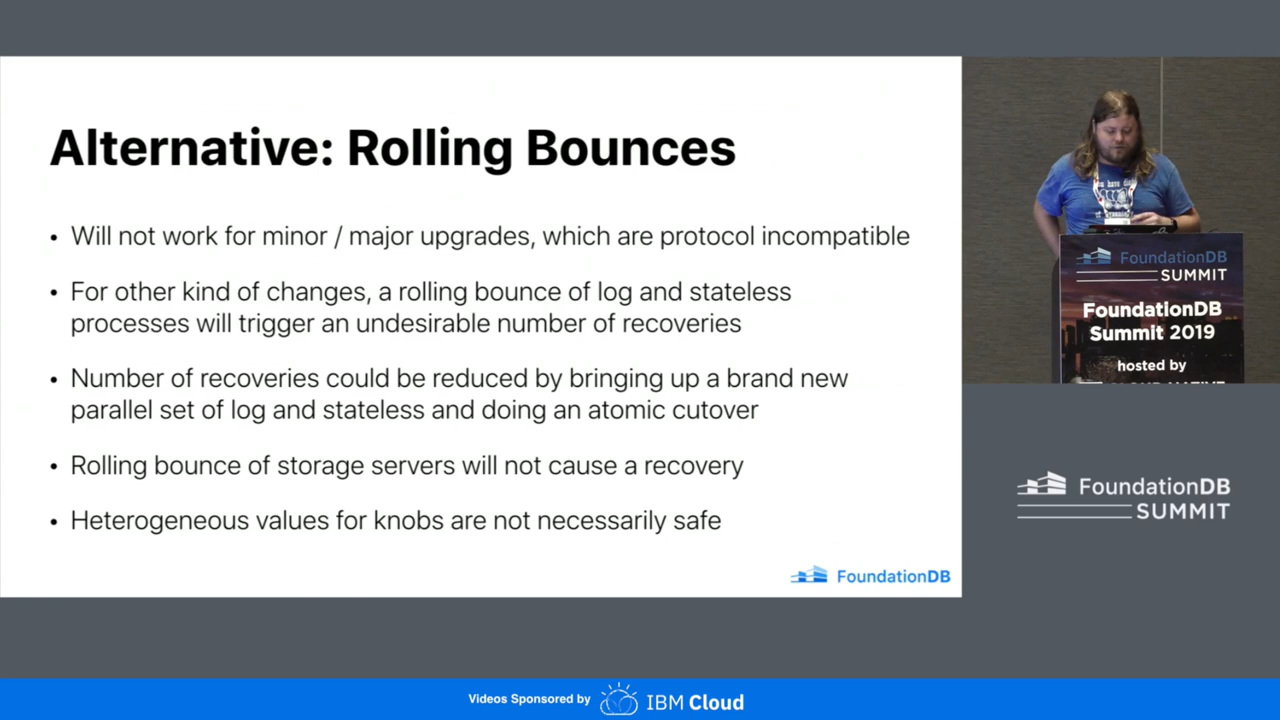 Alternative: Rolling Bounces
• Will not work for minor / major upgrades, which are protocol incompatible
• For other kind of changes, a rolling bounce of log and stateless
processes will trigger an undesirable number of recoveries
• Number of recoveries could be reduced by bringing up a brand new
parallel set of log and stateless and doing an atomic cutover
• Rolling bounce of storage servers will not cause a recovery
• Heterogeneous values for knobs are not necessarily safe
FoundationDB
FoundationDB
SUMMIT
FoundationDB
Summit 2019
hosted by
FoundationDB
SUMMIT
Videos Sponsored by IBM Cloud